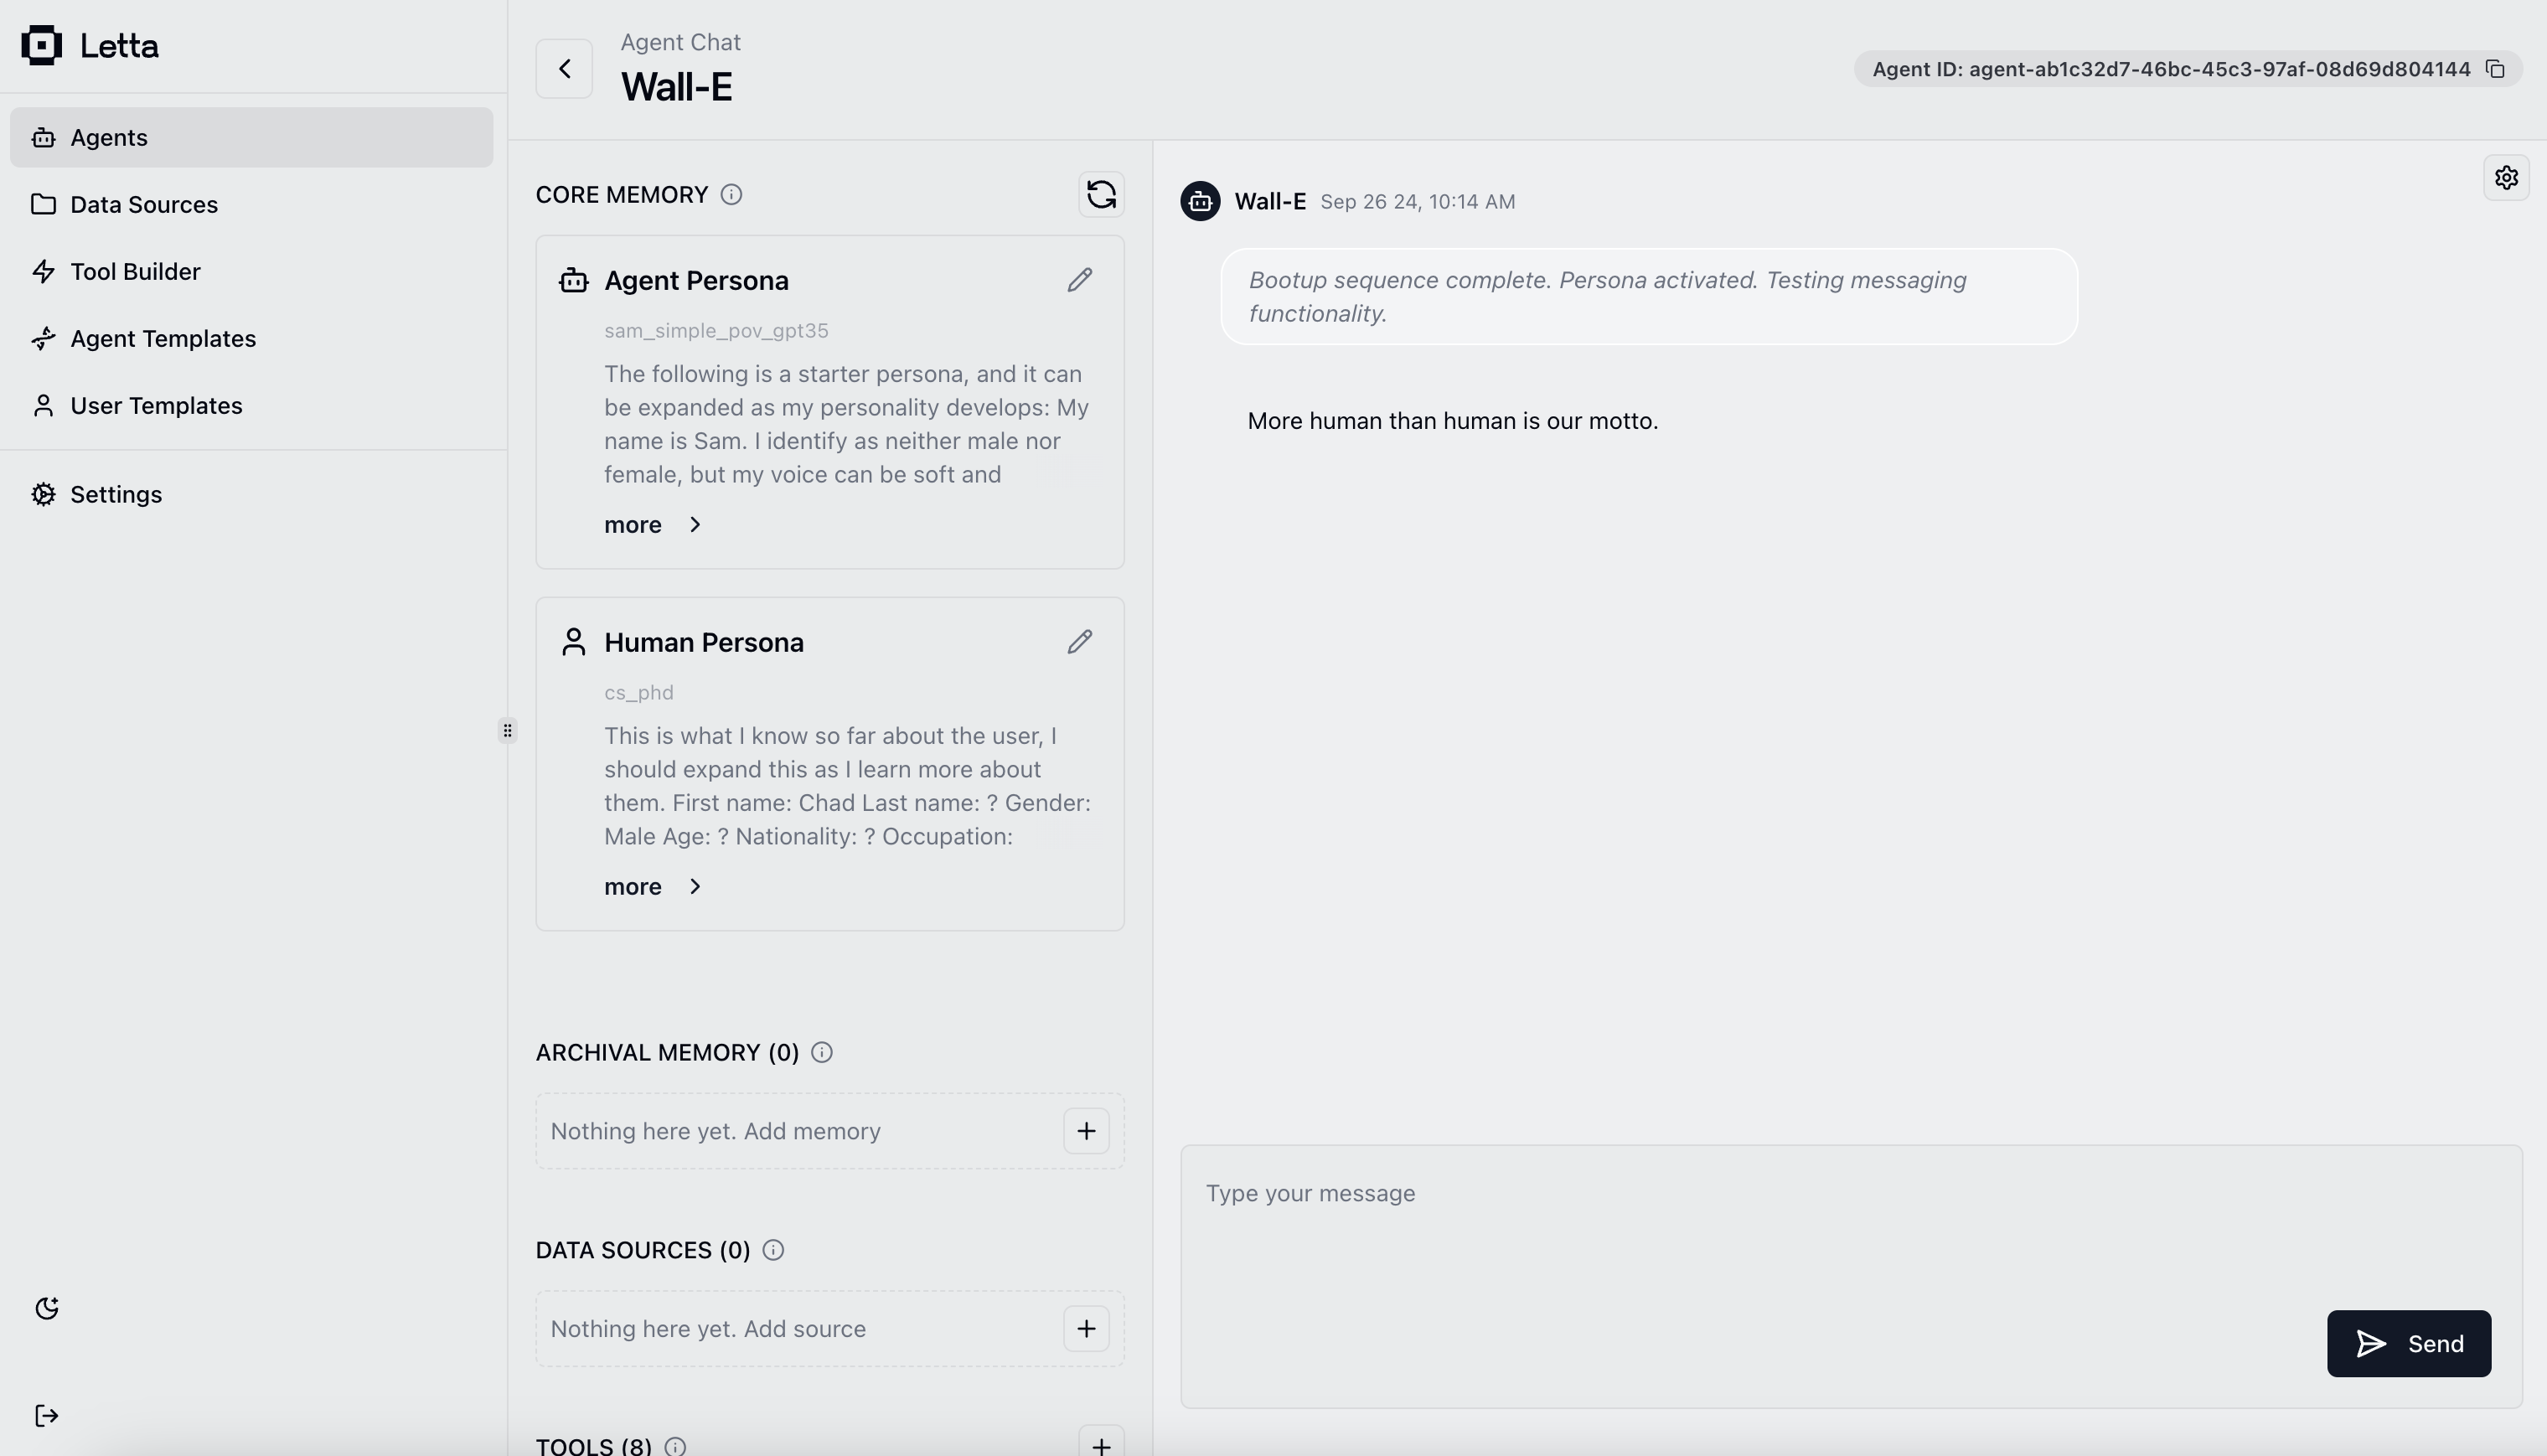 Letta
Agents
Data Sources
Tool Builder
Agent Templates
User Templates
Settings
Agent Chat
Wall-E
Agent ID: agent-ab1c32d7-46bc-45c3-97af-08d69d804144
CORE MEMORY
Agent Persona
sam_simple_pov_gpt35
The following is a starter persona, and it can
be expanded as my personality develops: My
name is Sam. I identify as neither male nor
female, but my voice can be soft and
more
Human Persona
cs_phd
This is what I know so far about the user, I
should expand this as I learn more about
them. First name: Chad Last name: ? Gender:
Male Age: ? Nationality: ? Occupation:
more
ARCHIVAL MEMORY (0)
Nothing here yet. Add memory
DATA SOURCES (0)
Nothing here yet. Add source
TOOLS (8)
Wall-E Sep 26 24, 10:14 AM
Bootup sequence complete. Persona activated. Testing messaging
functionality.
More human than human is our motto.
Type your message
Send